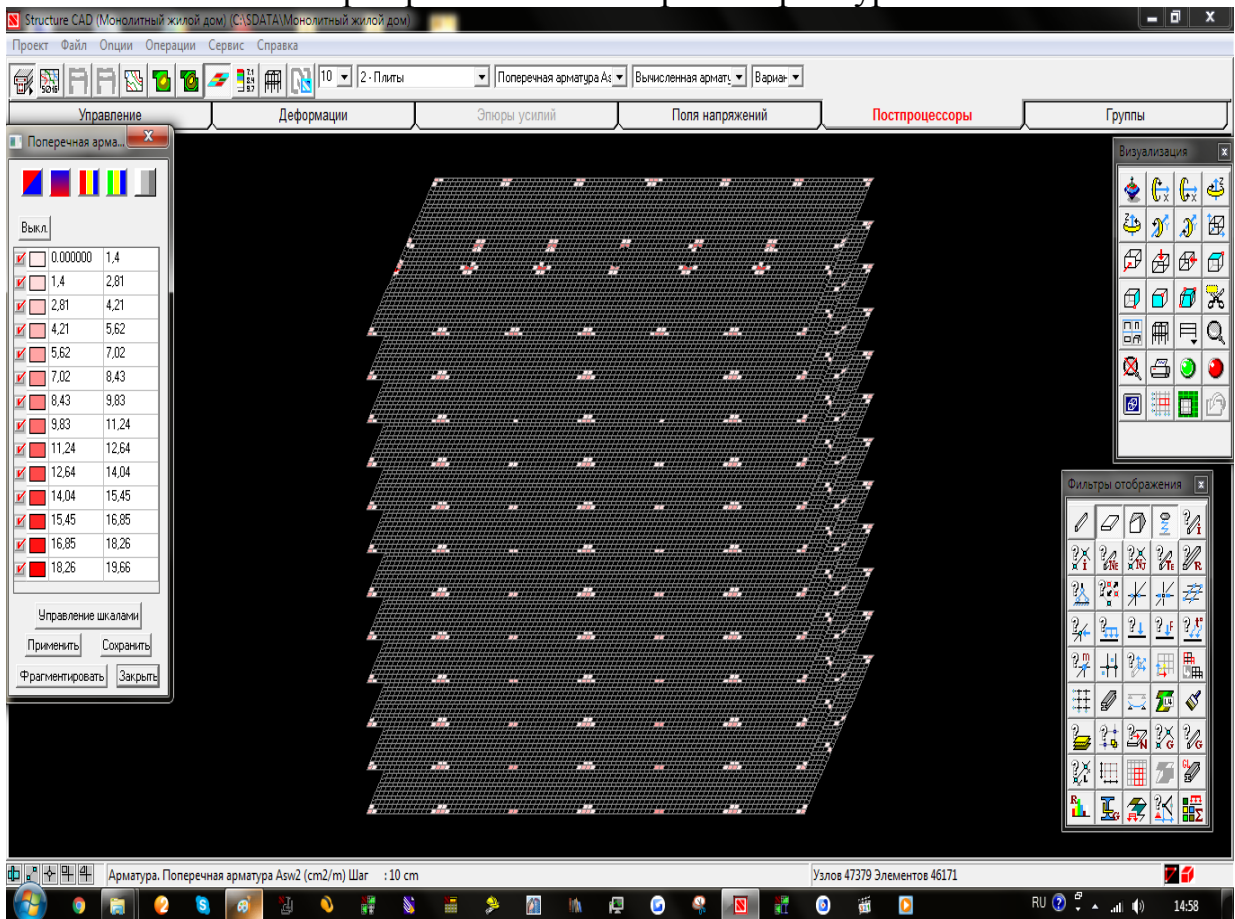 Structure CAD (Монолитный жилой дом) (C:\SDATA\Монолитный жилой дом)
Проект Файл Опции Операции Сервис Справка
10 2 - Плиты Поперечная арматура As Вычисленная армату Вариан
Управление Деформации Эпюры усилий Поля напряжений Постпроцессоры Группы
Поперечная арма...
Выкл.
0.000000 1,4
1,4 2,81
2,81 4,21
4,21 5,62
5,62 7,02
7,02 8,43
8,43 9,83
9,83 11,24
11,24 12,64
12,64 14,04
14,04 15,45
15,45 16,85
16,85 18,26
18,26 19,66
Управление шкалами
Применить Сохранить
Фрагментировать Закрыть
Визуализация
Фильтры отображения
Арматура. Поперечная арматура Asw2 (cm2/m) Шаг : 10 cm
Узлов 47379 Элементов 46171
RU 14:58